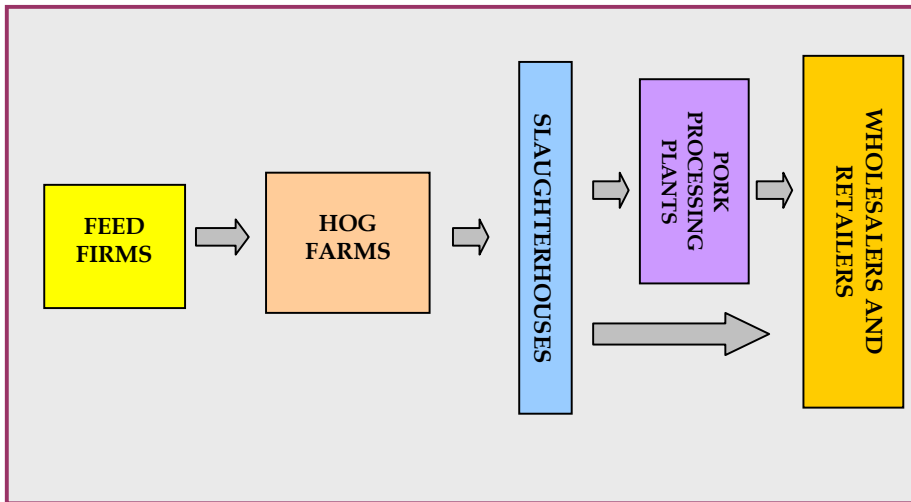 FEED
FIRMS
HOG
FARMS
SLAUGHTERHOUSES
PORK
PROCESSING
PLANTS
WHOLESALERS AND
RETAILERS